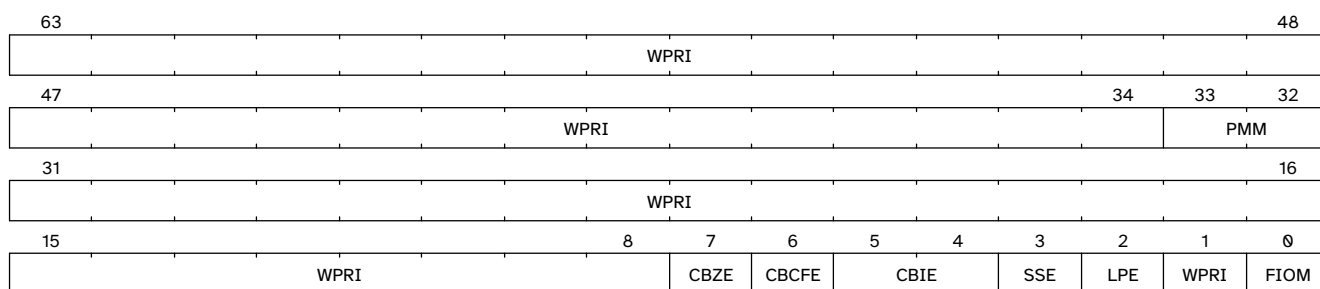 63 48
WPRI
47 34 33 32
WPRI PMM
31 16
WPRI
15 8 7 6 5 4 3 2 1 0
WPRI CBZE CBCFE CBIE SSE LPE WPRI FIOM